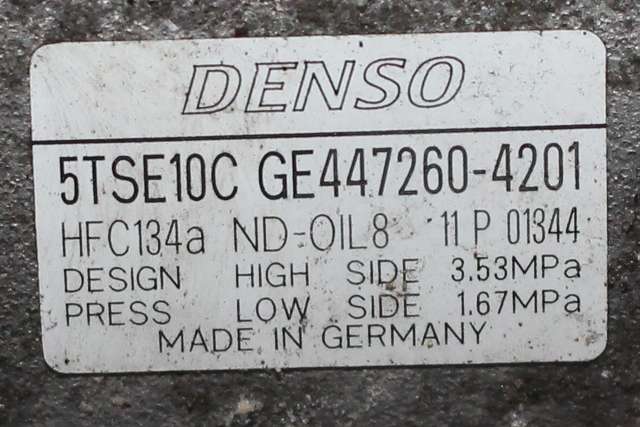 DENSO
5TSE10C GE447260-4201
HFC134a ND-OIL8 11 P 01344
DESIGN HIGH SIDE 3.53MPa
PRESS LOW SIDE 1.67MPa
MADE IN GERMANY